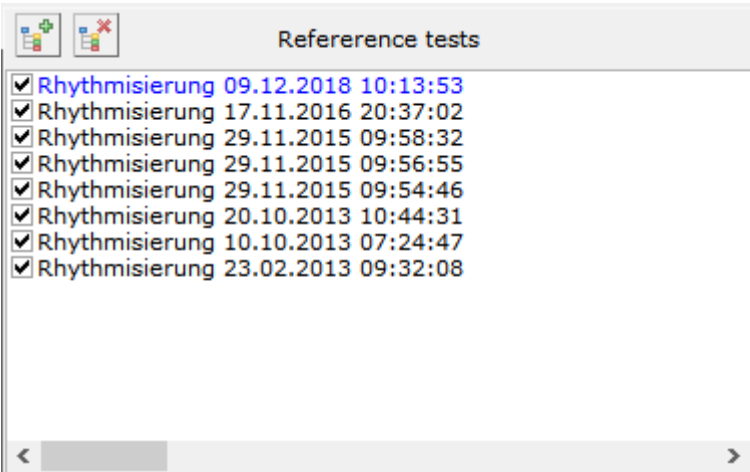 Refererence tests
Rhythmisierung 09.12.2018 10:13:53
Rhythmisierung 17.11.2016 20:37:02
Rhythmisierung 29.11.2015 09:58:32
Rhythmisierung 29.11.2015 09:56:55
Rhythmisierung 29.11.2015 09:54:46
Rhythmisierung 20.10.2013 10:44:31
Rhythmisierung 10.10.2013 07:24:47
Rhythmisierung 23.02.2013 09:32:08